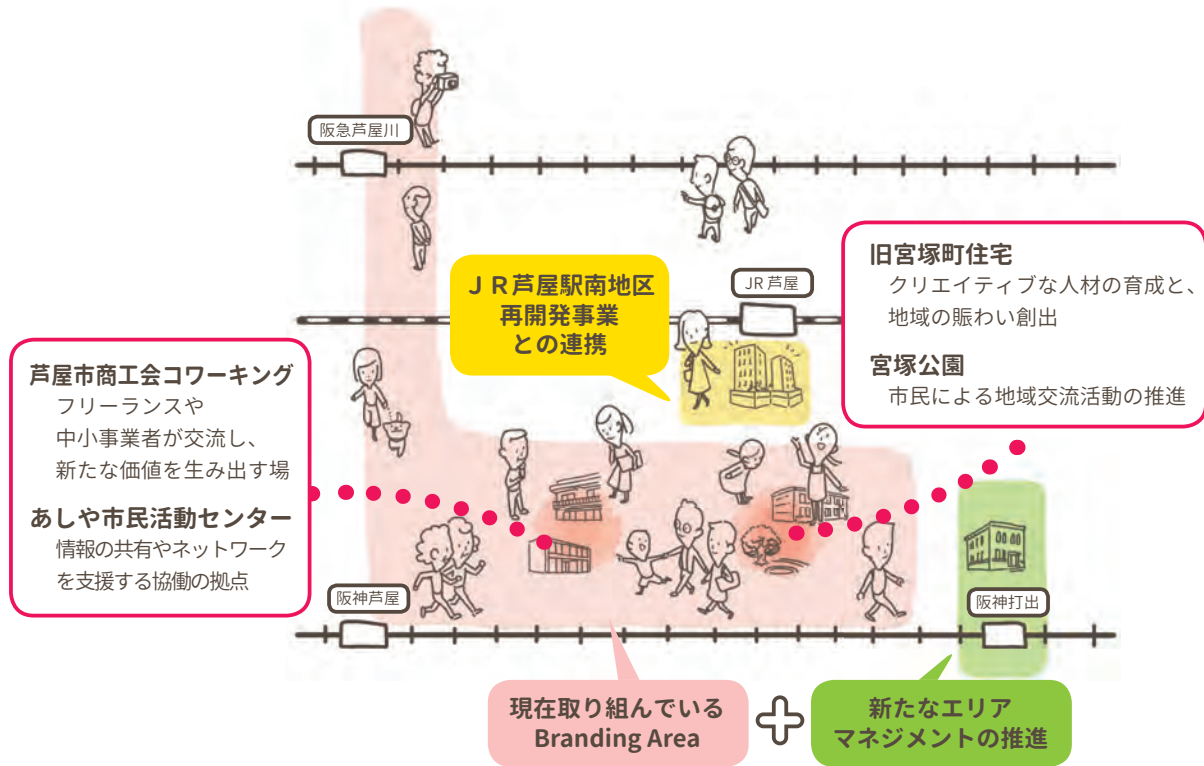 阪急芦屋川
JR芦屋駅南地区
再開発事業
との連携
JR 芦屋
旧宮塚町住宅
クリエイティブな人材の育成と、
地域の賑わい創出
宮塚公園
市民による地域交流活動の推進
芦屋市商工会コワーキング
フリーランスや
中小事業者が交流し、
新たな価値を生み出す場
あしや市民活動センター
情報の共有やネットワーク
を支援する協働の拠点
阪神芦屋
阪神打出
現在取り組んでいる
Branding Area
新たなエリア
マネジメントの推進